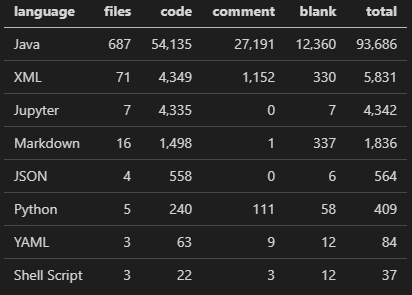 language files code comment blank total
Java 687 54,135 27,191 12,360 93,686
XML 71 4,349 1,152 330 5,831
Jupyter 7 4,335 0 7 4,342
Markdown 16 1,498 1 337 1,836
JSON 4 558 0 6 564
Python 5 240 111 58 409
YAML 3 63 9 12 84
Shell Script 3 22 3 12 37